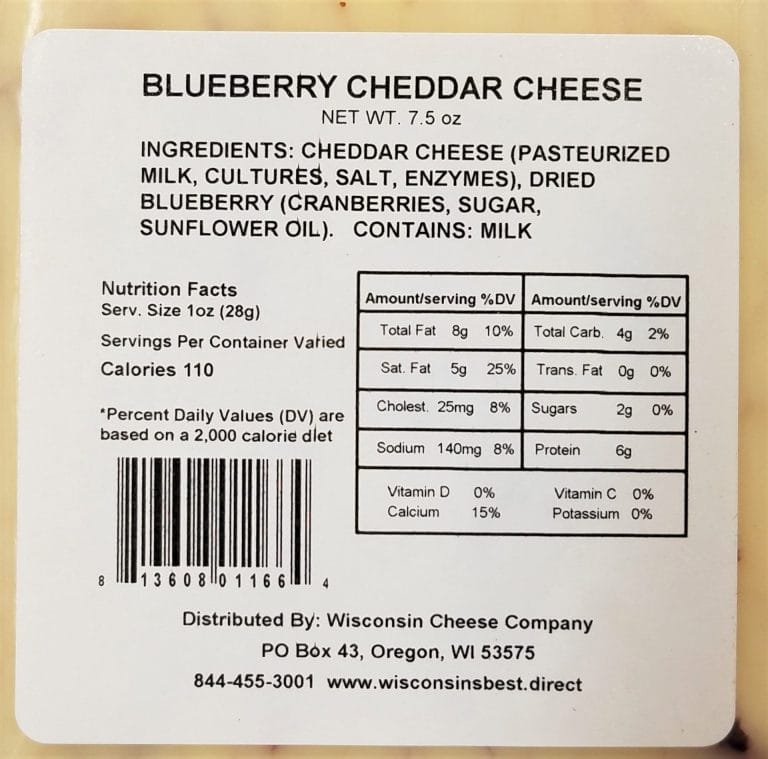 BLUEBERRY CHEDDAR CHEESE
NET WT. 7.5 oz
INGREDIENTS: CHEDDAR CHEESE (PASTEURIZED
MILK, CULTURES, SALT, ENZYMES), DRIED
BLUEBERRY (CRANBERRIES, SUGAR,
SUNFLOWER OIL). CONTAINS: MILK
Nutrition Facts
Serv. Size 1oz (28g)
Servings Per Container Varied
Calories 110
*Percent Daily Values (DV) are
based on a 2,000 calorie diet
Amount/serving %DV Amount/serving %DV
Total Fat 8g 10% Total Carb. 4g 2%
Sat. Fat 5g 25% Trans. Fat 0g 0%
Cholest. 25mg 8% Sugars 2g 0%
Sodium 140mg 8% Protein 6g
Vitamin D 0% Vitamin C 0%
Calcium 15% Potassium 0%
8 13608 01166 4
Distributed By: Wisconsin Cheese Company
PO Box 43, Oregon, WI 53575
844-455-3001 www.wisconsinsbest.direct